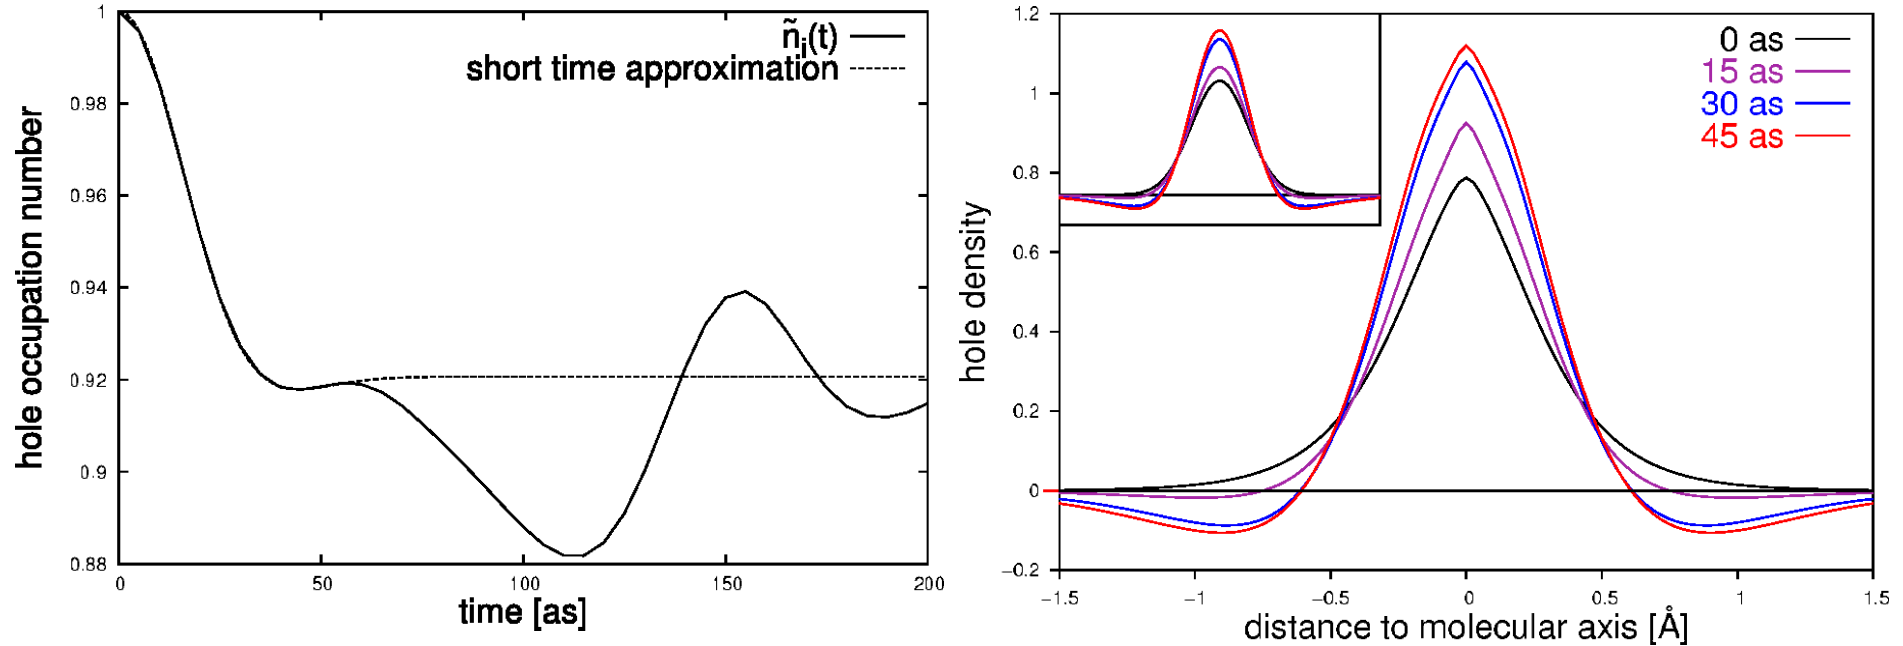 ñᵢ(t)
short time approximation
1
0.98
0.96
0.94
0.92
0.9
0.88
hole occupation number
0
50
100
150
200
time [as]
0 as
15 as
30 as
45 as
1.2
1
0.8
0.6
0.4
0.2
0
−0.2
hole density
−1.5
−1
−0.5
0
0.5
1
1.5
distance to molecular axis [Å]